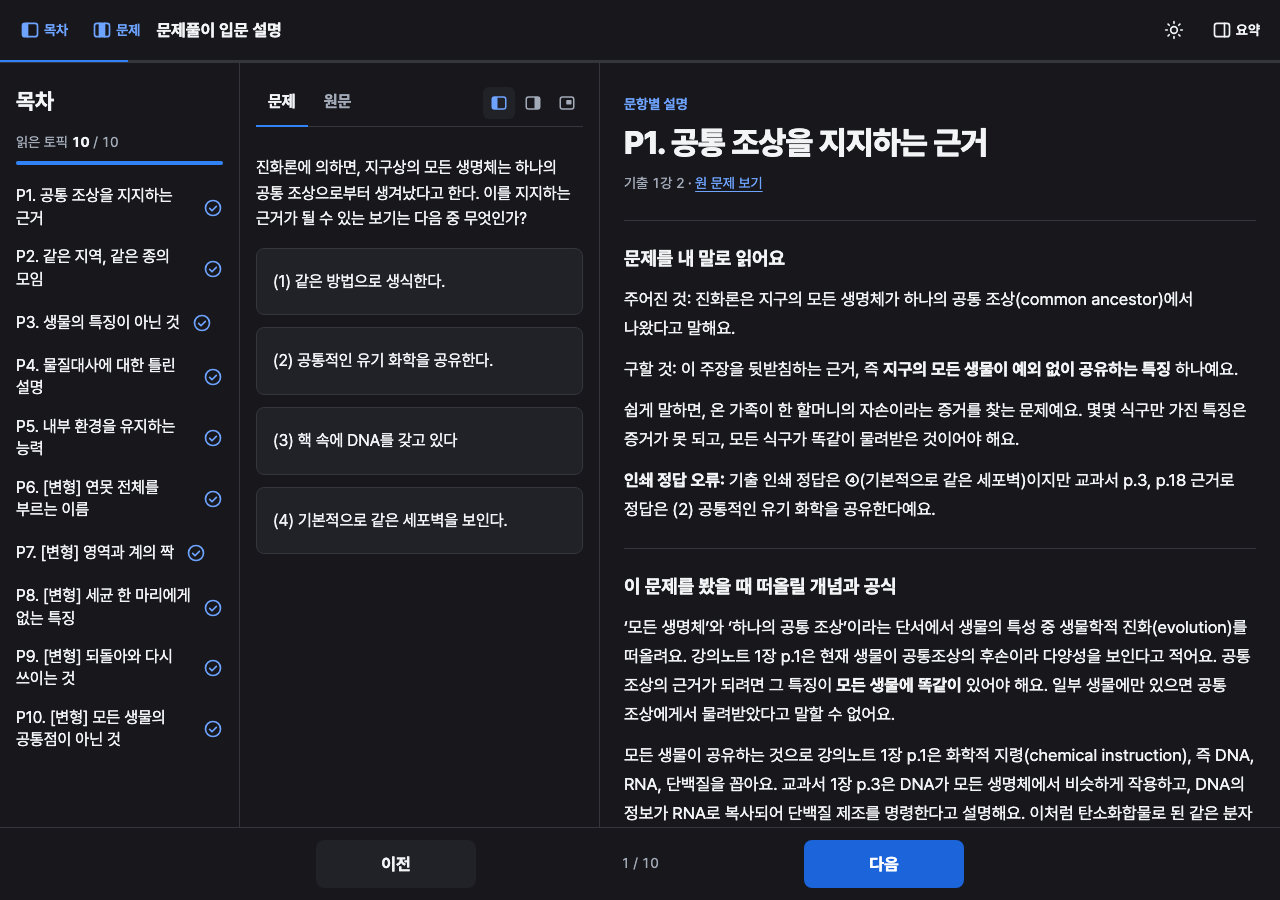 목차
문제
문제풀이 입문 설명
요약
목차
읽은 토픽 10 / 10
P1. 공통 조상을 지지하는
근거
P2. 같은 지역, 같은 종의
모임
P3. 생물의 특징이 아닌 것
P4. 물질대사에 대한 틀린
설명
P5. 내부 환경을 유지하는
능력
P6. [변형] 연못 전체를
부르는 이름
P7. [변형] 영역과 계의 짝
P8. [변형] 세균 한 마리에게
없는 특징
P9. [변형] 되돌아와 다시
쓰이는 것
P10. [변형] 모든 생물의
공통점이 아닌 것
문제
원문
진화론에 의하면, 지구상의 모든 생명체는 하나의
공통 조상으로부터 생겨났다고 한다. 이를 지지하는
근거가 될 수 있는 보기는 다음 중 무엇인가?
(1) 같은 방법으로 생식한다.
(2) 공통적인 유기 화학을 공유한다.
(3) 핵 속에 DNA를 갖고 있다
(4) 기본적으로 같은 세포벽을 보인다.
문항별 설명
P1. 공통 조상을 지지하는 근거
기출 1강 2 · 원 문제 보기
문제를 내 말로 읽어요
주어진 것: 진화론은 지구의 모든 생명체가 하나의 공통 조상(common ancestor)에서
나왔다고 말해요.
구할 것: 이 주장을 뒷받침하는 근거, 즉 지구의 모든 생물이 예외 없이 공유하는 특징 하나예요.
쉽게 말하면, 온 가족이 한 할머니의 자손이라는 증거를 찾는 문제예요. 몇몇 식구만 가진 특징은
증거가 못 되고, 모든 식구가 똑같이 물려받은 것이어야 해요.
인쇄 정답 오류: 기출 인쇄 정답은 ④(기본적으로 같은 세포벽)이지만 교과서 p.3, p.18 근거로
정답은 (2) 공통적인 유기 화학을 공유한다예요.
이 문제를 봤을 때 떠올릴 개념과 공식
‘모든 생명체’와 ‘하나의 공통 조상’이라는 단서에서 생물의 특성 중 생물학적 진화(evolution)를
떠올려요. 강의노트 1장 p.1은 현재 생물이 공통조상의 후손이라 다양성을 보인다고 적어요. 공통
조상의 근거가 되려면 그 특징이 모든 생물에 똑같이 있어야 해요. 일부 생물에만 있으면 공통
조상에게서 물려받았다고 말할 수 없어요.
모든 생물이 공유하는 것으로 강의노트 1장 p.1은 화학적 지령(chemical instruction), 즉 DNA,
RNA, 단백질을 꼽아요. 교과서 1장 p.3은 DNA가 모든 생명체에서 비슷하게 작용하고, DNA의
정보가 RNA로 복사되어 단백질 제조를 명령한다고 설명해요. 이처럼 탄소화합물로 된 같은 분자
이전
1 / 10
다음